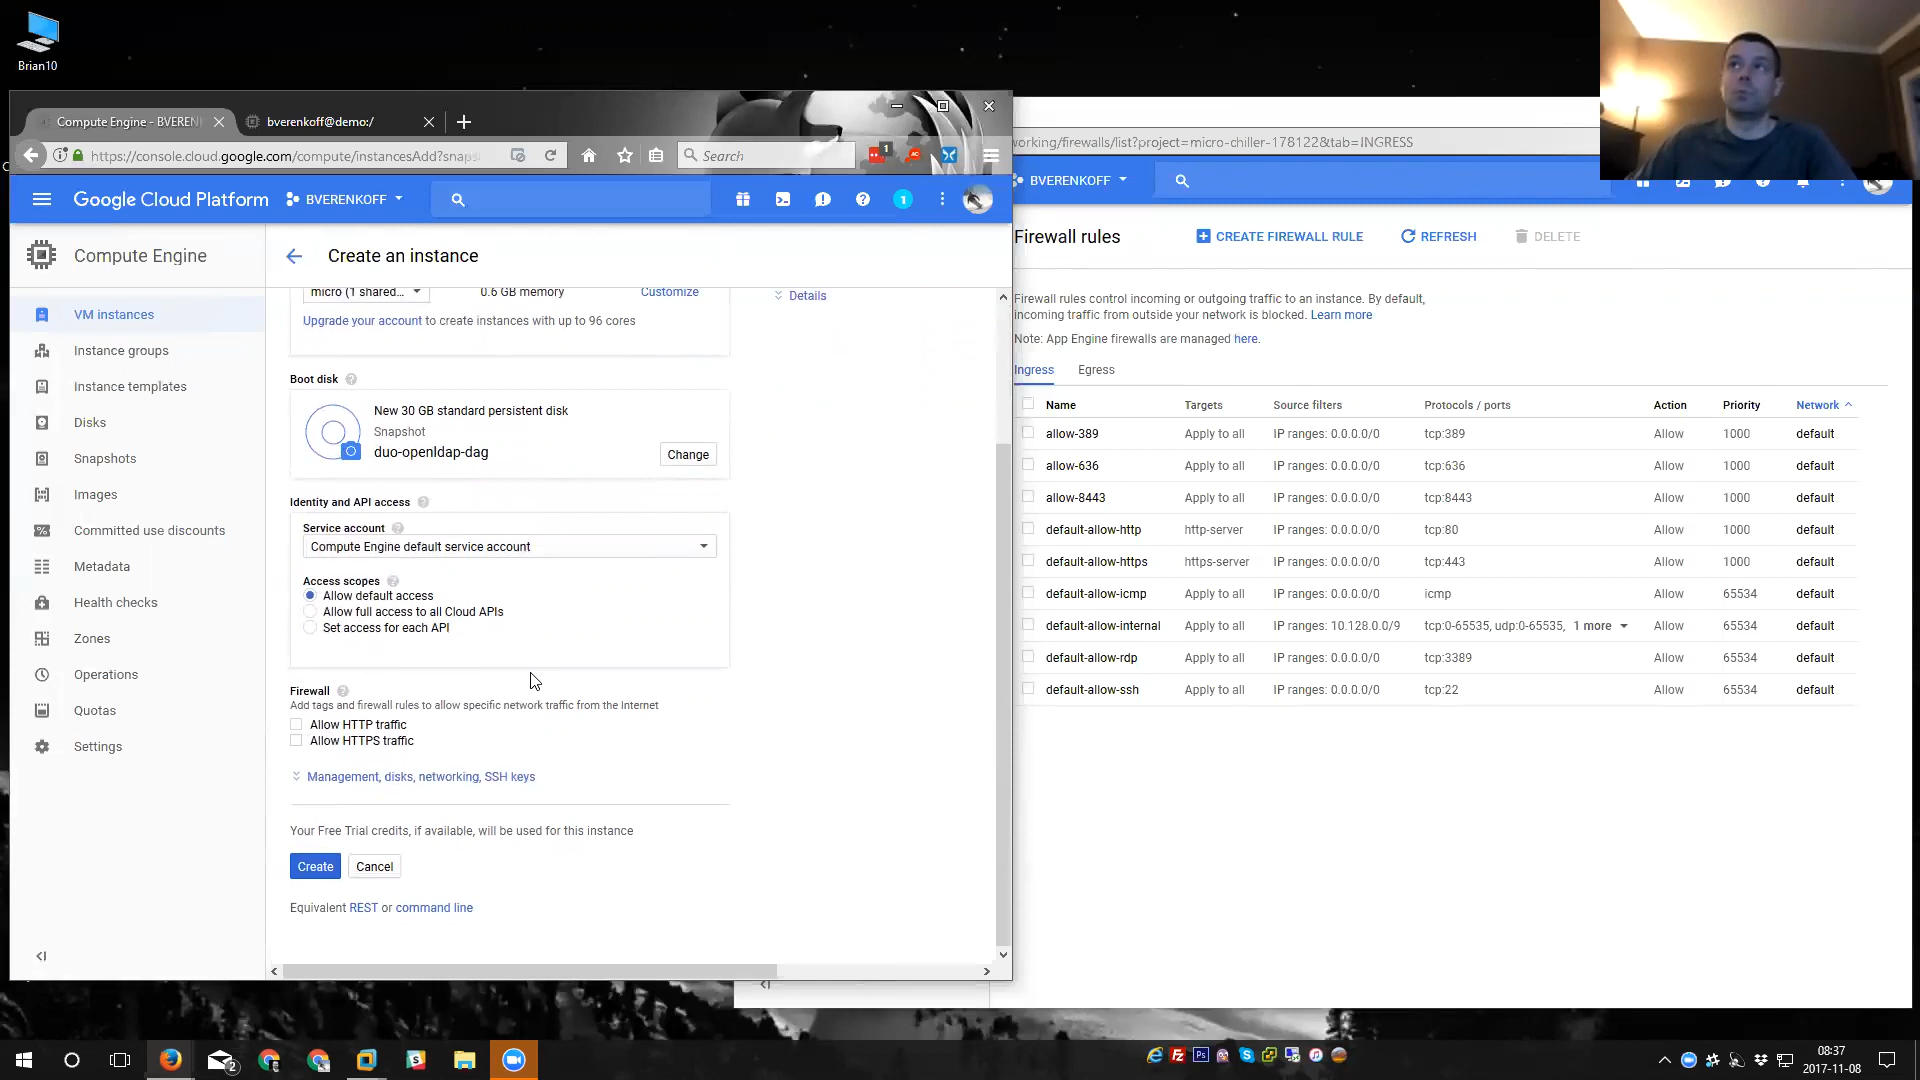 Brian10
Compute Engine - BVEREN
bverenkoff@demo:/
https://console.cloud.google.com/compute/instancesAdd?snaps
Search
1
Google Cloud Platform
BVERENKOFF
1
Compute Engine
VM instances
Instance groups
Instance templates
Disks
Snapshots
Images
Committed use discounts
Metadata
Health checks
Zones
Operations
Quotas
Settings
Create an instance
micro (1 shared...
0.6 GB memory
Customize
Details
Upgrade your account to create instances with up to 96 cores
Boot disk
New 30 GB standard persistent disk
Snapshot
duo-openldap-dag
Change
Identity and API access
Service account
Compute Engine default service account
Access scopes
Allow default access
Allow full access to all Cloud APIs
Set access for each API
Firewall
Add tags and firewall rules to allow specific network traffic from the Internet
Allow HTTP traffic
Allow HTTPS traffic
Management, disks, networking, SSH keys
Your Free Trial credits, if available, will be used for this instance
Create
Cancel
Equivalent REST or command line
working/firewalls/list?project=micro-chiller-178122&tab=INGRESS
BVERENKOFF
Firewall rules
CREATE FIREWALL RULE
REFRESH
DELETE
Firewall rules control incoming or outgoing traffic to an instance. By default,
incoming traffic from outside your network is blocked. Learn more
Note: App Engine firewalls are managed here.
Ingress
Egress
Name Targets Source filters Protocols / ports Action Priority Network
allow-389 Apply to all IP ranges: 0.0.0.0/0 tcp:389 Allow 1000 default
allow-636 Apply to all IP ranges: 0.0.0.0/0 tcp:636 Allow 1000 default
allow-8443 Apply to all IP ranges: 0.0.0.0/0 tcp:8443 Allow 1000 default
default-allow-http http-server IP ranges: 0.0.0.0/0 tcp:80 Allow 1000 default
default-allow-https https-server IP ranges: 0.0.0.0/0 tcp:443 Allow 1000 default
default-allow-icmp Apply to all IP ranges: 0.0.0.0/0 icmp Allow 65534 default
default-allow-internal Apply to all IP ranges: 10.128.0.0/9 tcp:0-65535, udp:0-65535, 1 more Allow 65534 default
default-allow-rdp Apply to all IP ranges: 0.0.0.0/0 tcp:3389 Allow 65534 default
default-allow-ssh Apply to all IP ranges: 0.0.0.0/0 tcp:22 Allow 65534 default
2
08:37
2017-11-08